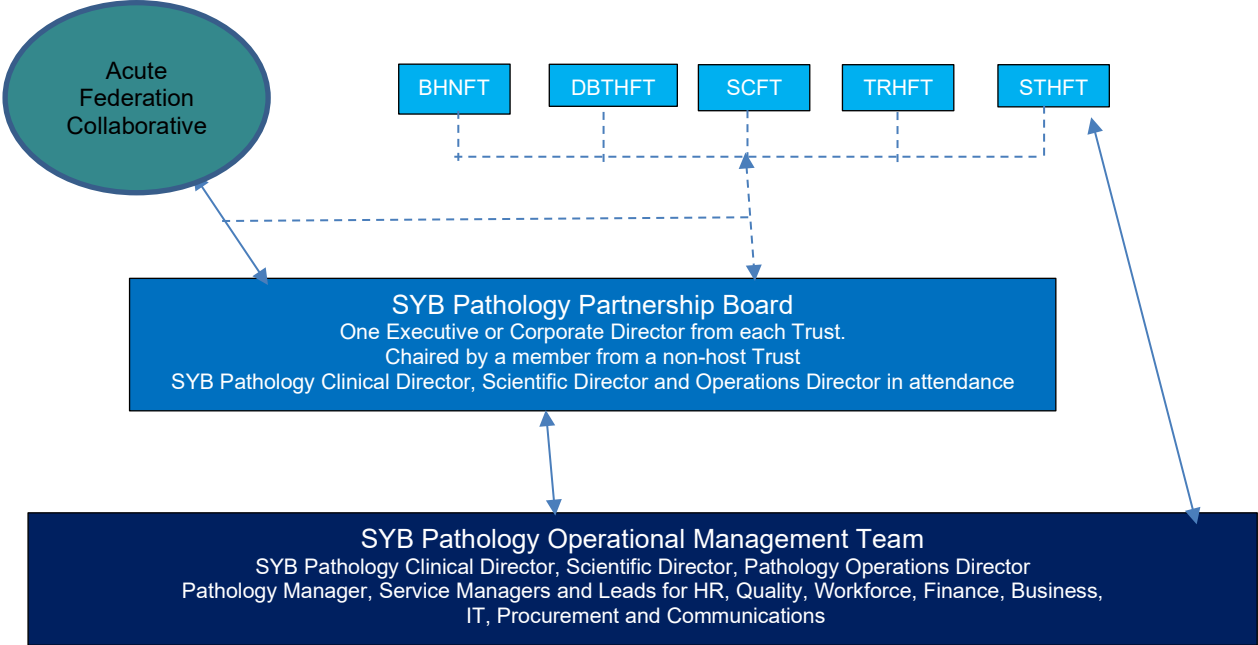 Acute
Federation
Collaborative
BHNFT
DBTHFT
SCFT
TRHFT
STHFT
SYB Pathology Partnership Board
One Executive or Corporate Director from each Trust.
Chaired by a member from a non-host Trust
SYB Pathology Clinical Director, Scientific Director and Operations Director in attendance
SYB Pathology Operational Management Team
SYB Pathology Clinical Director, Scientific Director, Pathology Operations Director
Pathology Manager, Service Managers and Leads for HR, Quality, Workforce, Finance, Business,
IT, Procurement and Communications